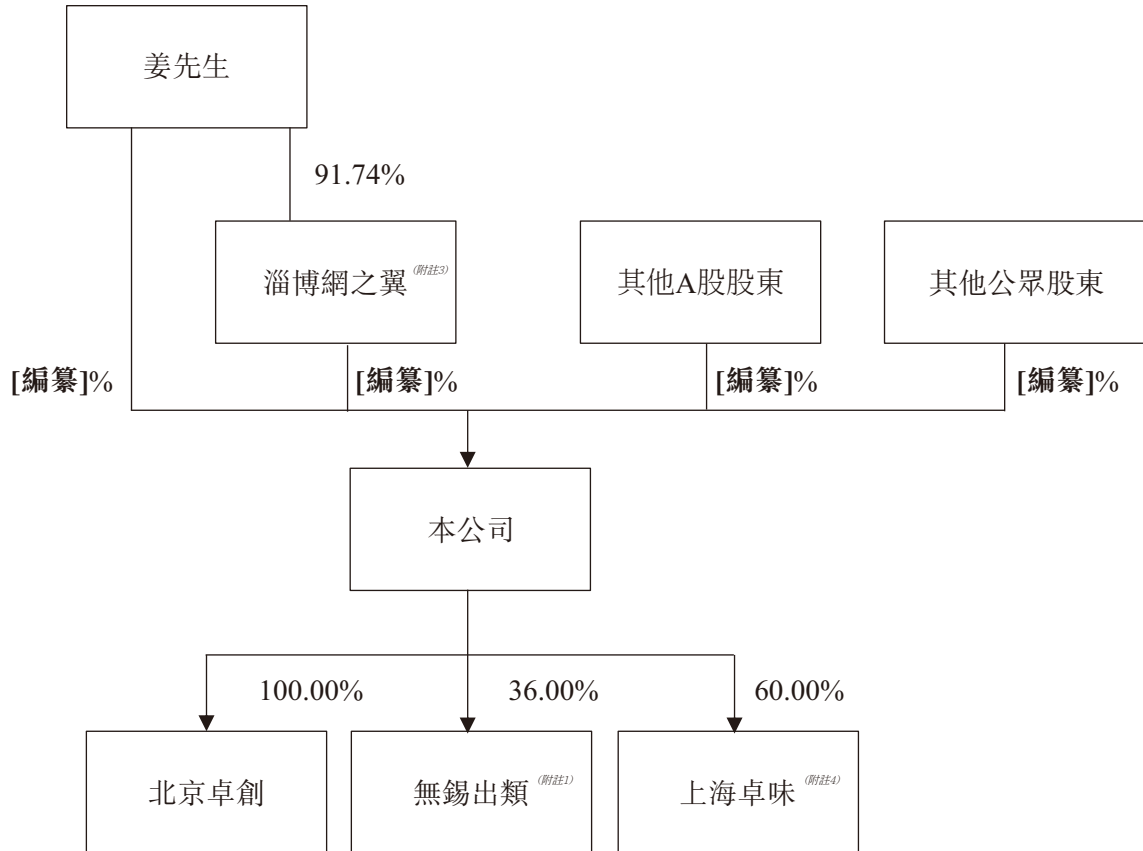 姜先生
91.74%
淄博網之翼(附註3)
其他A股股東
其他公眾股東
[編纂]%
[編纂]%
[編纂]%
[編纂]%
本公司
100.00%
36.00%
60.00%
北京卓創
無錫出類(附註1)
上海卓味(附註4)